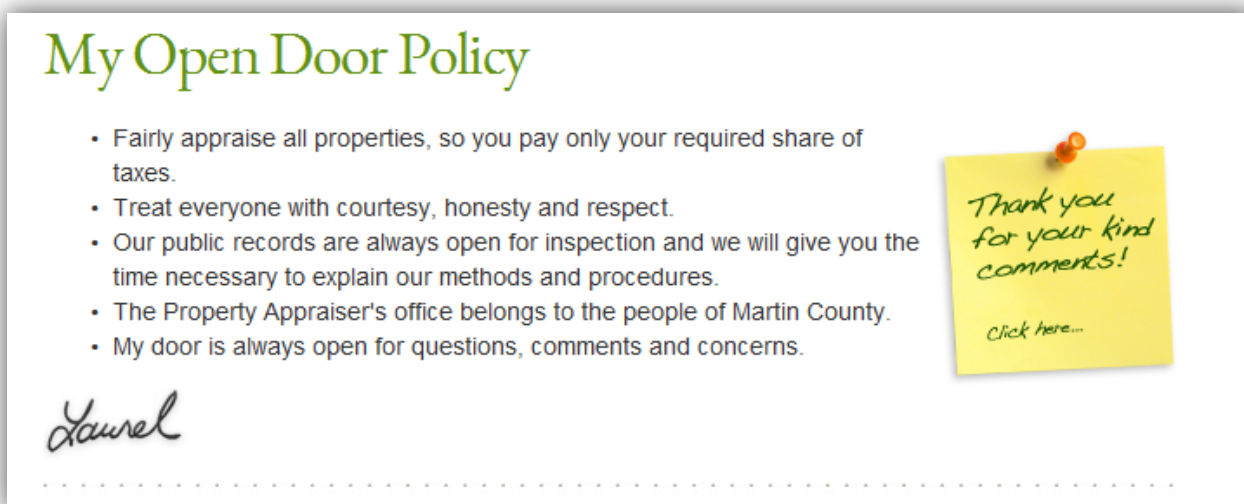 My Open Door Policy
• Fairly appraise all properties, so you pay only your required share of
taxes.
• Treat everyone with courtesy, honesty and respect.
• Our public records are always open for inspection and we will give you the
time necessary to explain our methods and procedures.
• The Property Appraiser's office belongs to the people of Martin County.
• My door is always open for questions, comments and concerns.
Thank you
for your kind
comments!
Click here...
Laurel